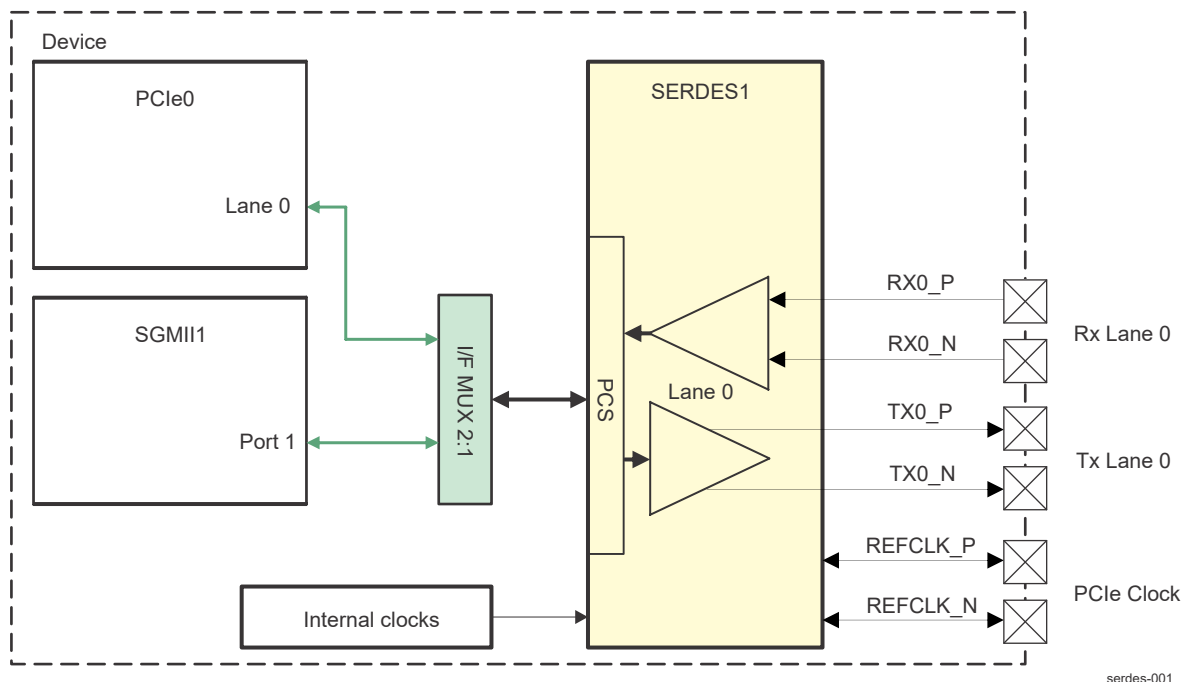 Device
PCIe0
SERDES1
Lane 0
RX0_P
SGMII1
Rx Lane 0
RX0_N
I/F MUX 2:1
PCS
Lane 0
TX0_P
Port 1
Tx Lane 0
TX0_N
REFCLK_P
PCIe Clock
REFCLK_N
Internal clocks
serdes-001